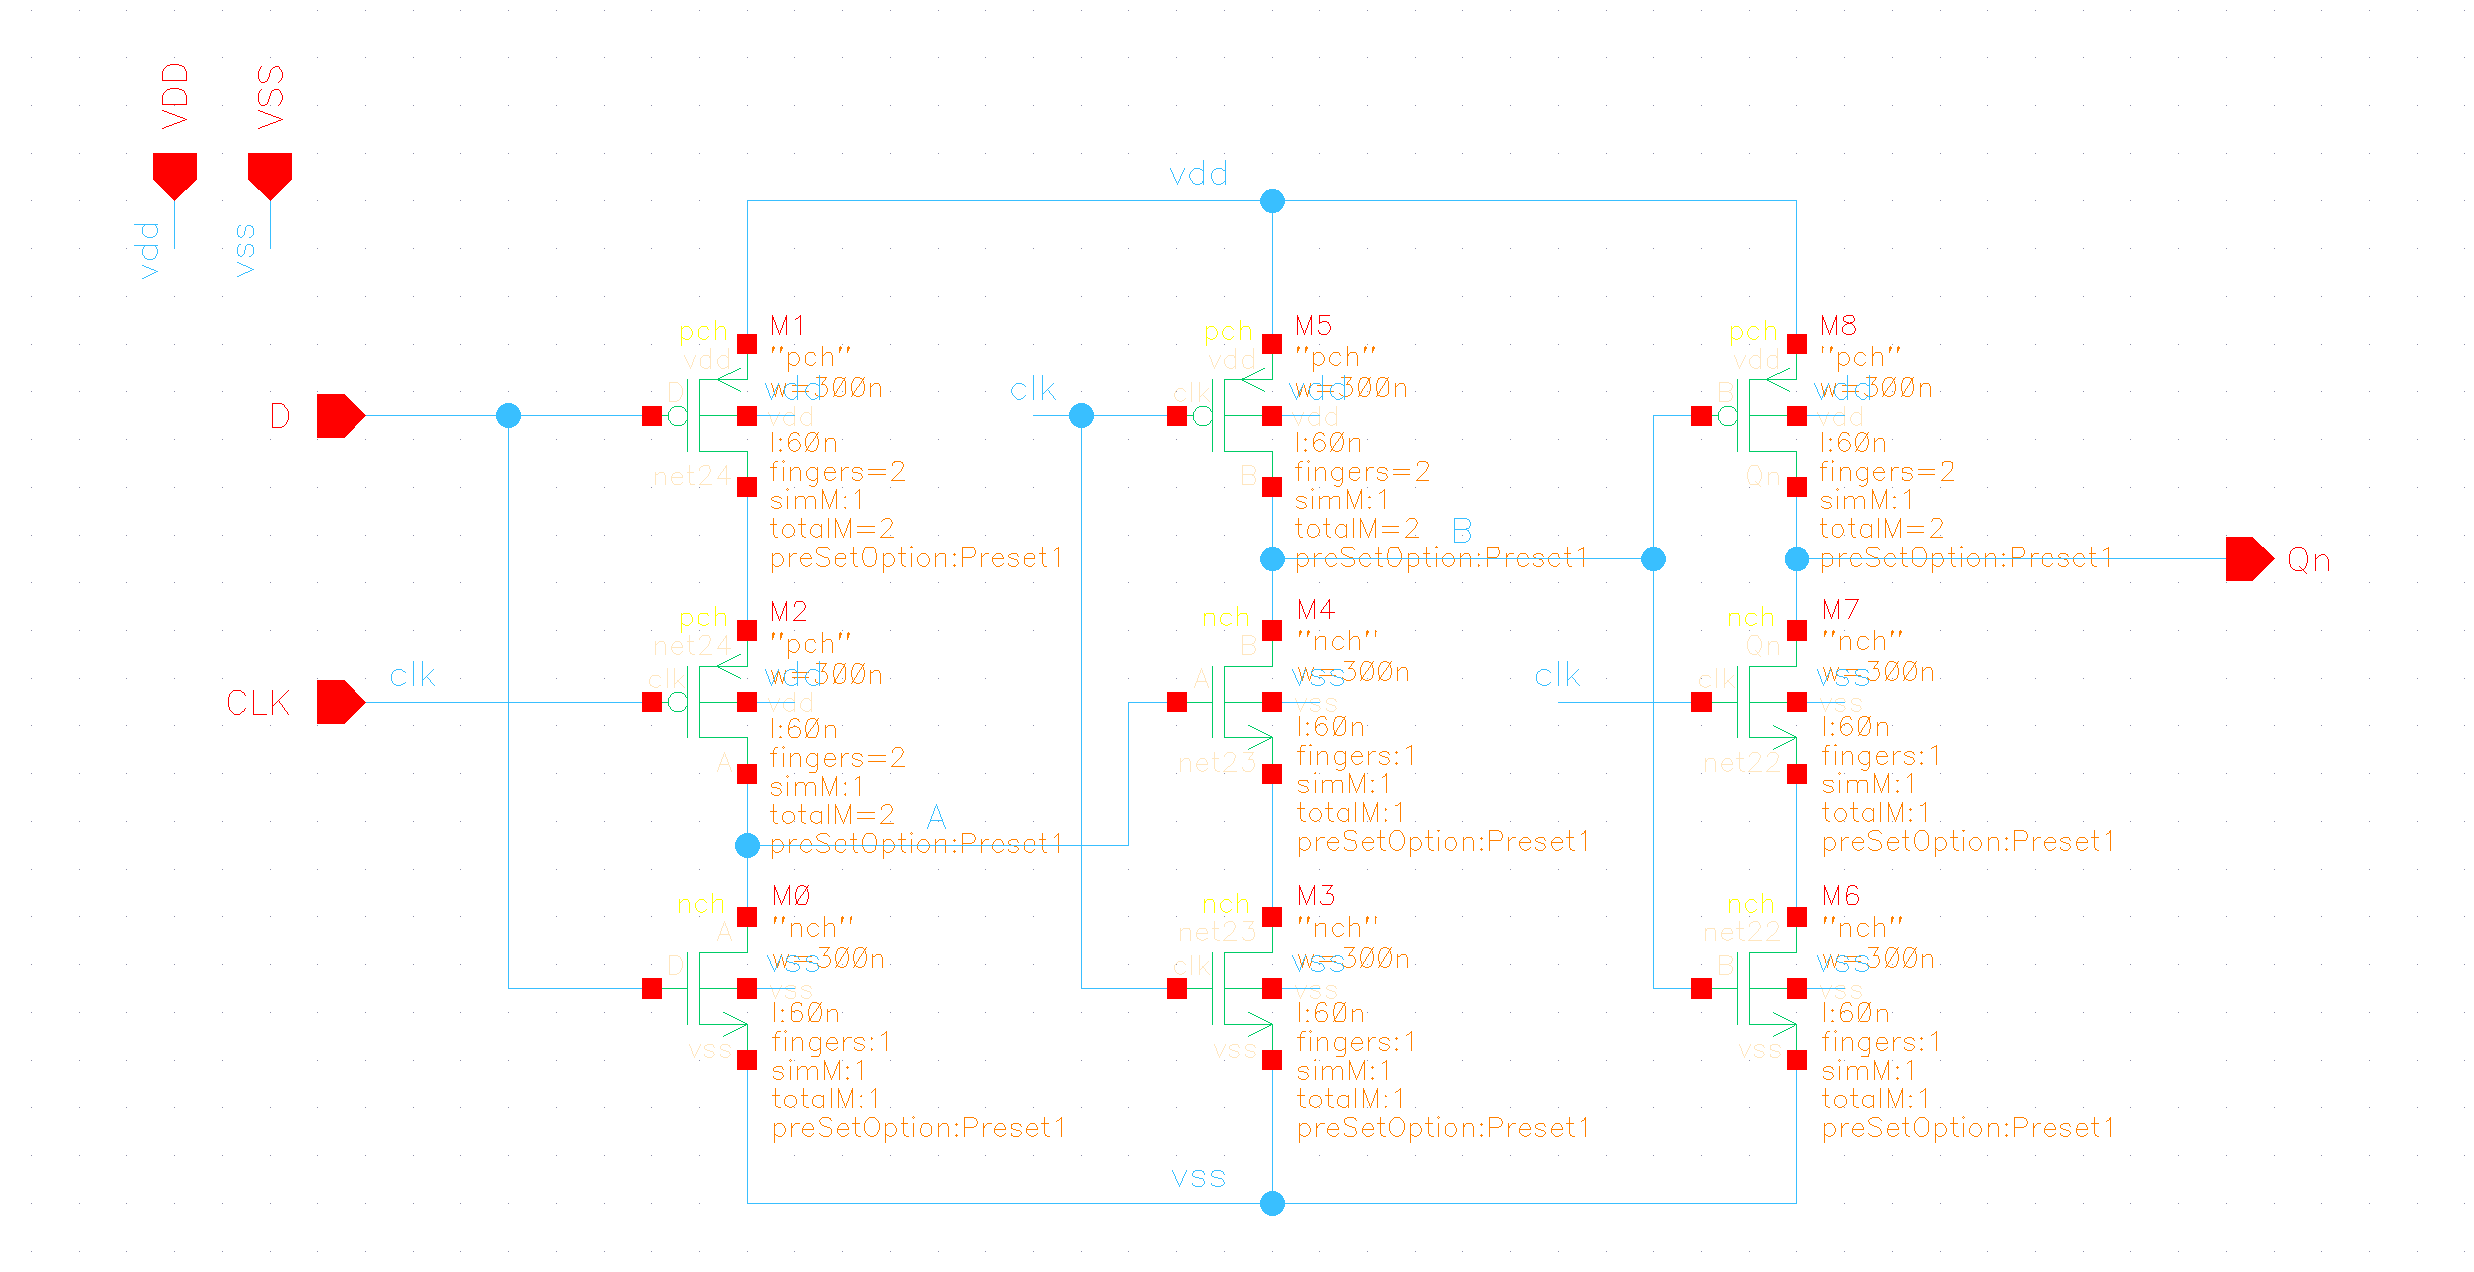 VDD
VSS
vdd
vss
vdd
D
CLK
clk
pch
vdd
M1
"pch"
w=300n
vdd
D
vdd
l:60n
fingers=2
net24
simM:1
totalM=2
preSetOption:Preset1
pch
net24
M2
"pch"
w=300n
vdd
clk
vdd
l:60n
fingers=2
A
simM:1
totalM=2
preSetOption:Preset1
A
nch
A
M0
"nch"
w=300n
vss
D
vss
l:60n
fingers:1
vss
simM:1
totalM:1
preSetOption:Preset1
clk
pch
vdd
M5
"pch"
w=300n
vdd
clk
vdd
l:60n
fingers=2
B
simM:1
totalM=2
preSetOption:Preset1
B
nch
B
M4
"nch"
w=300n
vss
A
vss
l:60n
fingers:1
net23
simM:1
totalM:1
preSetOption:Preset1
nch
net23
M3
"nch"
w=300n
vss
clk
vss
l:60n
fingers:1
vss
simM:1
totalM:1
preSetOption:Preset1
pch
vdd
M8
"pch"
w=300n
vdd
B
vdd
l:60n
fingers=2
Qn
simM:1
totalM=2
preSetOption:Preset1
Qn
clk
nch
Qn
M7
"nch"
w=300n
vss
clk
vss
l:60n
fingers:1
net22
simM:1
totalM:1
preSetOption:Preset1
nch
net22
M6
"nch"
w=300n
vss
B
vss
l:60n
fingers:1
vss
simM:1
totalM:1
preSetOption:Preset1
vss